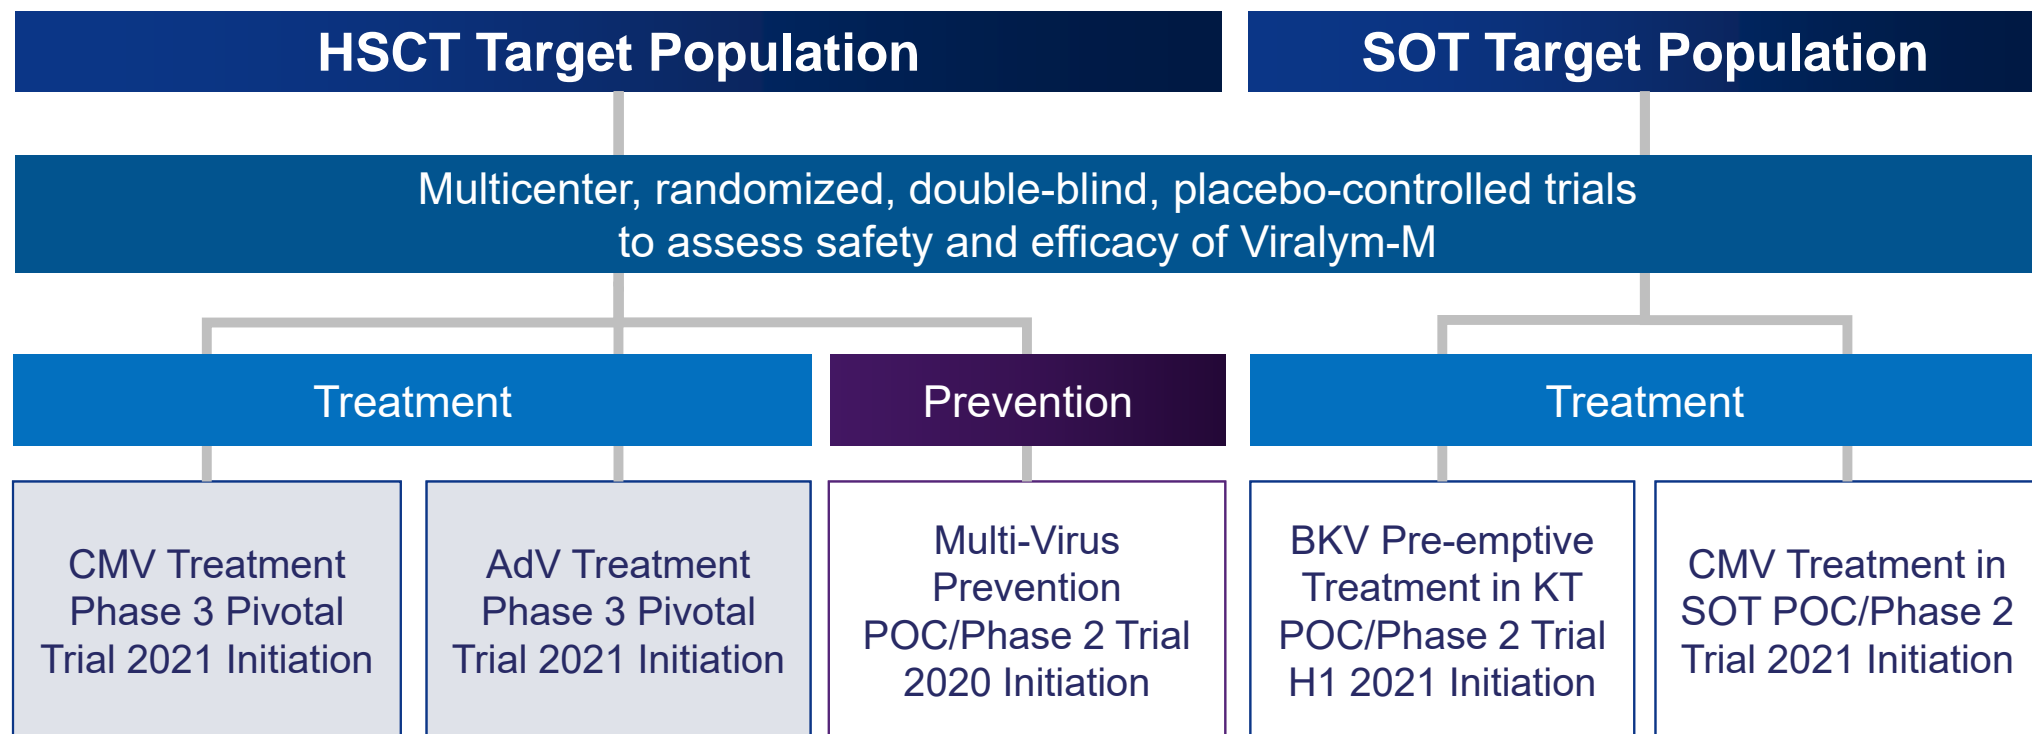 HSCT Target Population
SOT Target Population
Multicenter, randomized, double-blind, placebo-controlled trials
to assess safety and efficacy of Viralym-M
Treatment
Prevention
Treatment
CMV Treatment
Phase 3 Pivotal
Trial 2021 Initiation
AdV Treatment
Phase 3 Pivotal
Trial 2021 Initiation
Multi-Virus
Prevention
POC/Phase 2 Trial
2020 Initiation
BKV Pre-emptive
Treatment in KT
POC/Phase 2 Trial
H1 2021 Initiation
CMV Treatment in
SOT POC/Phase 2
Trial 2021 Initiation